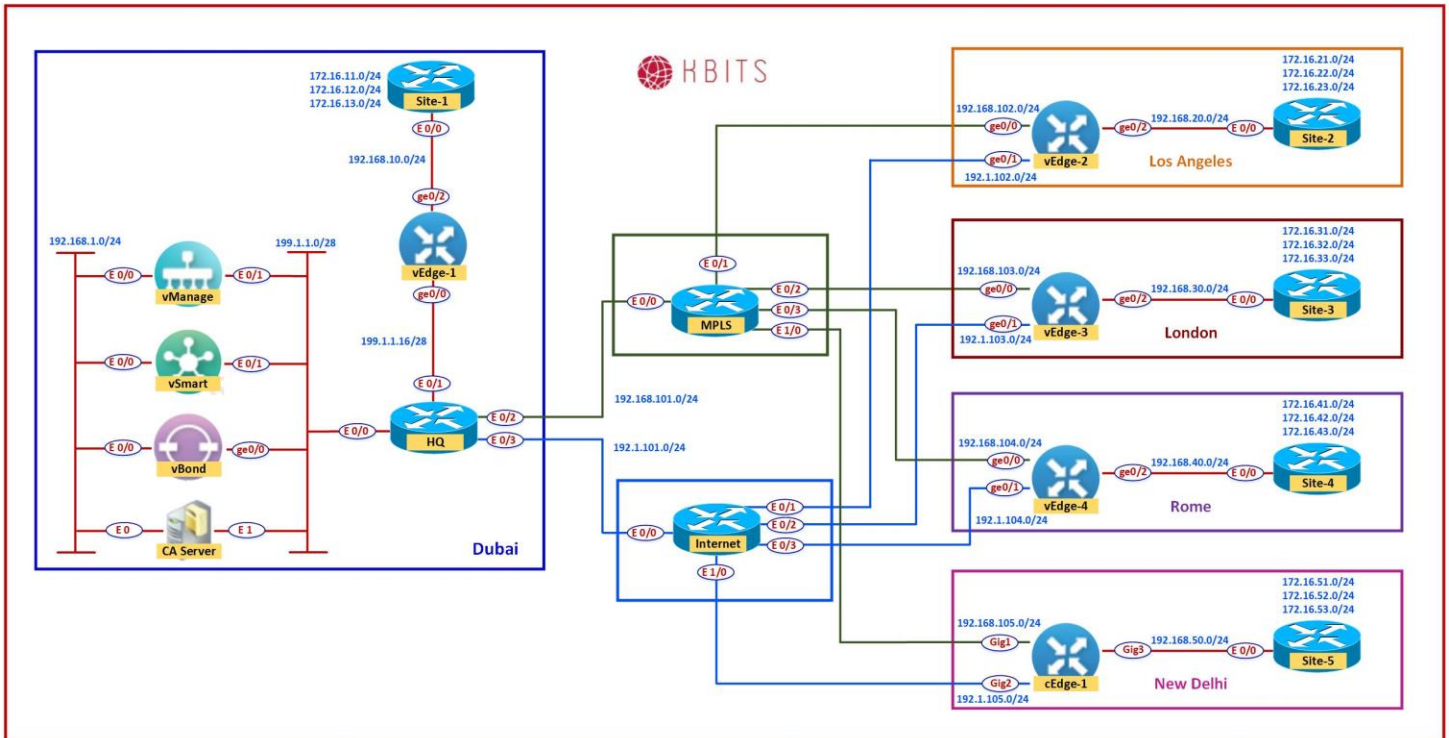 KBITS
172.16.11.0/24
172.16.12.0/24
172.16.13.0/24
Site-1
E 0/0
192.168.10.0/24
ge0/2
vEdge-1
ge0/0
199.1.1.16/28
E 0/1
192.168.1.0/24
199.1.1.0/28
E 0/0
vManage
E 0/1
E 0/0
vSmart
E 0/1
E 0/0
vBond
ge0/0
E 0
CA Server
E 1
E 0/0
HQ
E 0/2
E 0/3
Dubai
192.168.101.0/24
192.1.101.0/24
E 0/1
E 0/0
MPLS
E 0/2
E 0/3
E 1/0
E 0/0
Internet
E 0/1
E 0/2
E 0/3
E 1/0
172.16.21.0/24
172.16.22.0/24
172.16.23.0/24
192.168.102.0/24
ge0/0
ge0/1
192.1.102.0/24
vEdge-2
ge0/2
192.168.20.0/24
E 0/0
Site-2
Los Angeles
172.16.31.0/24
172.16.32.0/24
172.16.33.0/24
192.168.103.0/24
ge0/0
ge0/1
192.1.103.0/24
vEdge-3
ge0/2
192.168.30.0/24
E 0/0
Site-3
London
172.16.41.0/24
172.16.42.0/24
172.16.43.0/24
192.168.104.0/24
ge0/0
ge0/1
192.1.104.0/24
vEdge-4
ge0/2
192.168.40.0/24
E 0/0
Site-4
Rome
172.16.51.0/24
172.16.52.0/24
172.16.53.0/24
192.168.105.0/24
Gig1
Gig2
192.1.105.0/24
cEdge-1
Gig3
192.168.50.0/24
E 0/0
Site-5
New Delhi